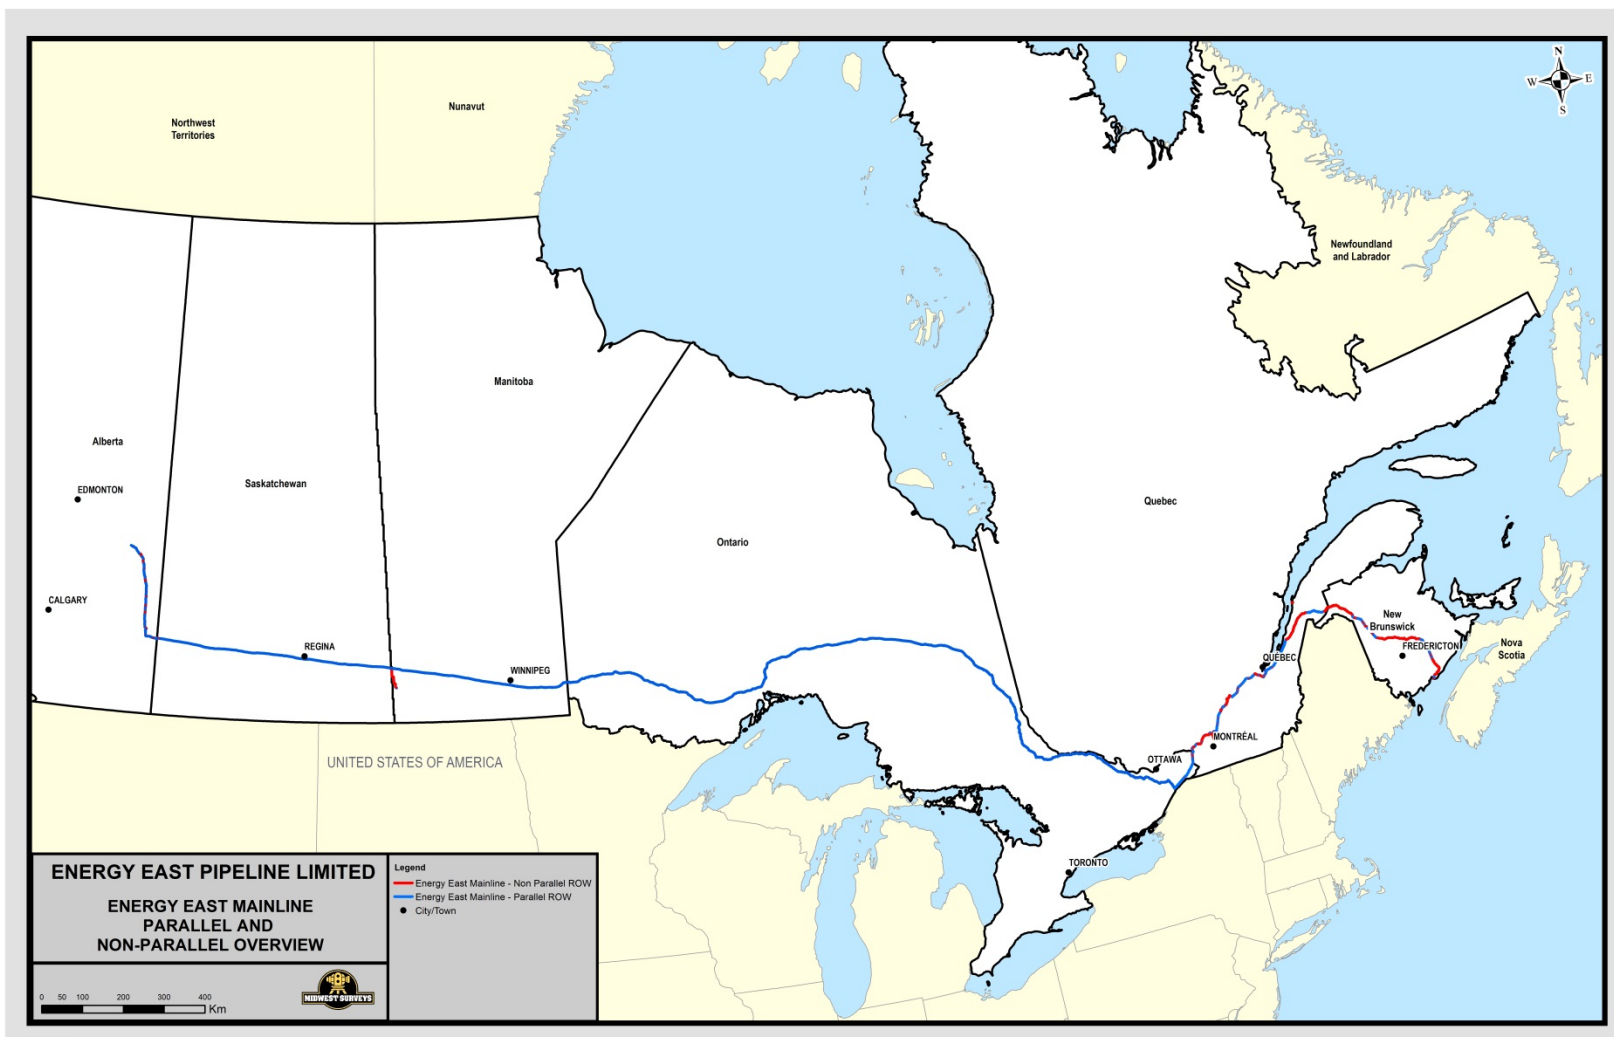 N
W E
S
Nunavut
Northwest
Territories
Newfoundland
and Labrador
Manitoba
Alberta
EDMONTON
Saskatchewan
Quebec
Ontario
CALGARY
New
Brunswick
REGINA
FREDERICTON
Nova
Scotia
QUÉBEC
WINNIPEG
MONTRÉAL
OTTAWA
UNITED STATES OF AMERICA
TORONTO
ENERGY EAST PIPELINE LIMITED
ENERGY EAST MAINLINE
PARALLEL AND
NON-PARALLEL OVERVIEW
Legend
Energy East Mainline - Non Parallel ROW
Energy East Mainline - Parallel ROW
City/Town
0 50 100 200 300 400
Km
MIDWEST SURVEYS